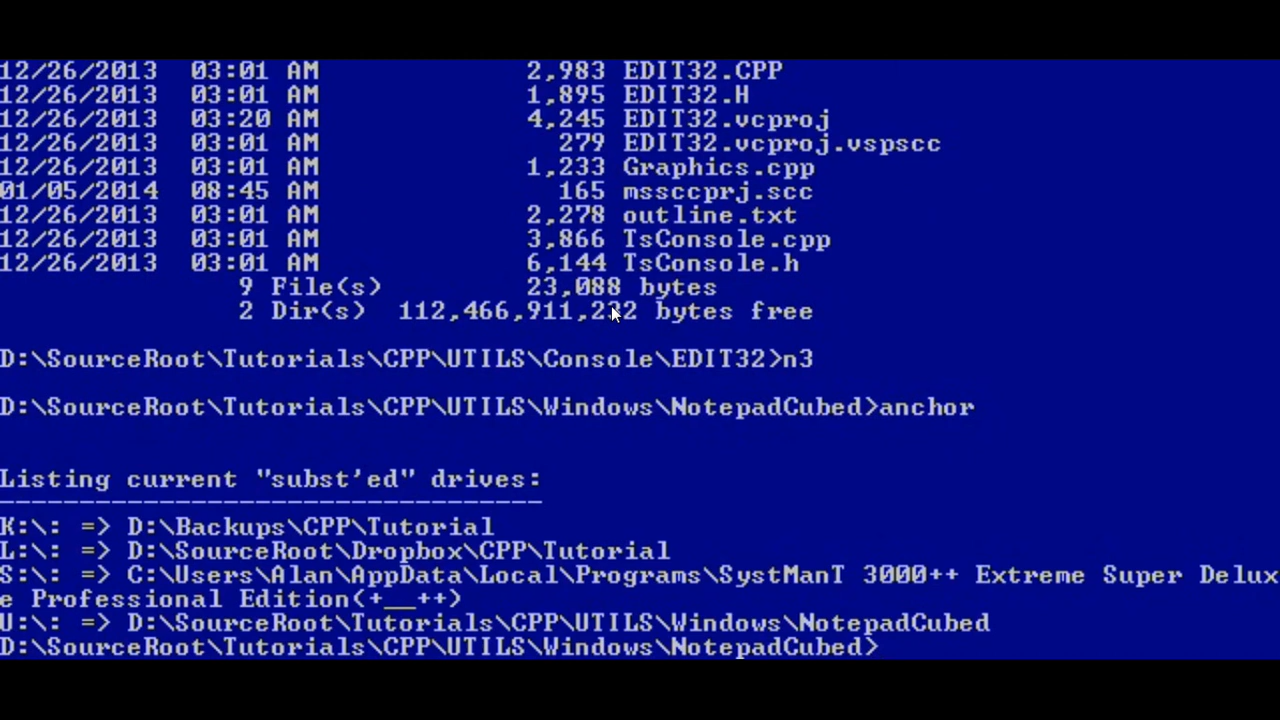 12/26/2013  03:01 AM             2,983 EDIT32.CPP
12/26/2013  03:01 AM             1,895 EDIT32.H
12/26/2013  03:20 AM             4,245 EDIT32.vcproj
12/26/2013  03:01 AM               279 EDIT32.vcproj.vspscc
12/26/2013  03:01 AM             1,233 Graphics.cpp
01/05/2014  08:45 AM               165 mssccprj.scc
12/26/2013  03:01 AM             2,278 outline.txt
12/26/2013  03:01 AM             3,866 TsConsole.cpp
12/26/2013  03:01 AM             6,144 TsConsole.h
               9 File(s)         23,088 bytes
               2 Dir(s)  112,466,911,232 bytes free
D:\SourceRoot\Tutorials\CPP\UTILS\Console\EDIT32>n3
D:\SourceRoot\Tutorials\CPP\UTILS\Windows\NotepadCubed>anchor
Listing current "subst'ed" drives:
----------------------------------
K:\: => D:\Backups\CPP\Tutorial
L:\: => D:\SourceRoot\Dropbox\CPP\Tutorial
S:\: => C:\Users\Alan\AppData\Local\Programs\SystManT 3000++ Extreme Super Delux
e Professional Edition(+__++)
U:\: => D:\SourceRoot\Tutorials\CPP\UTILS\Windows\NotepadCubed
D:\SourceRoot\Tutorials\CPP\UTILS\Windows\NotepadCubed>